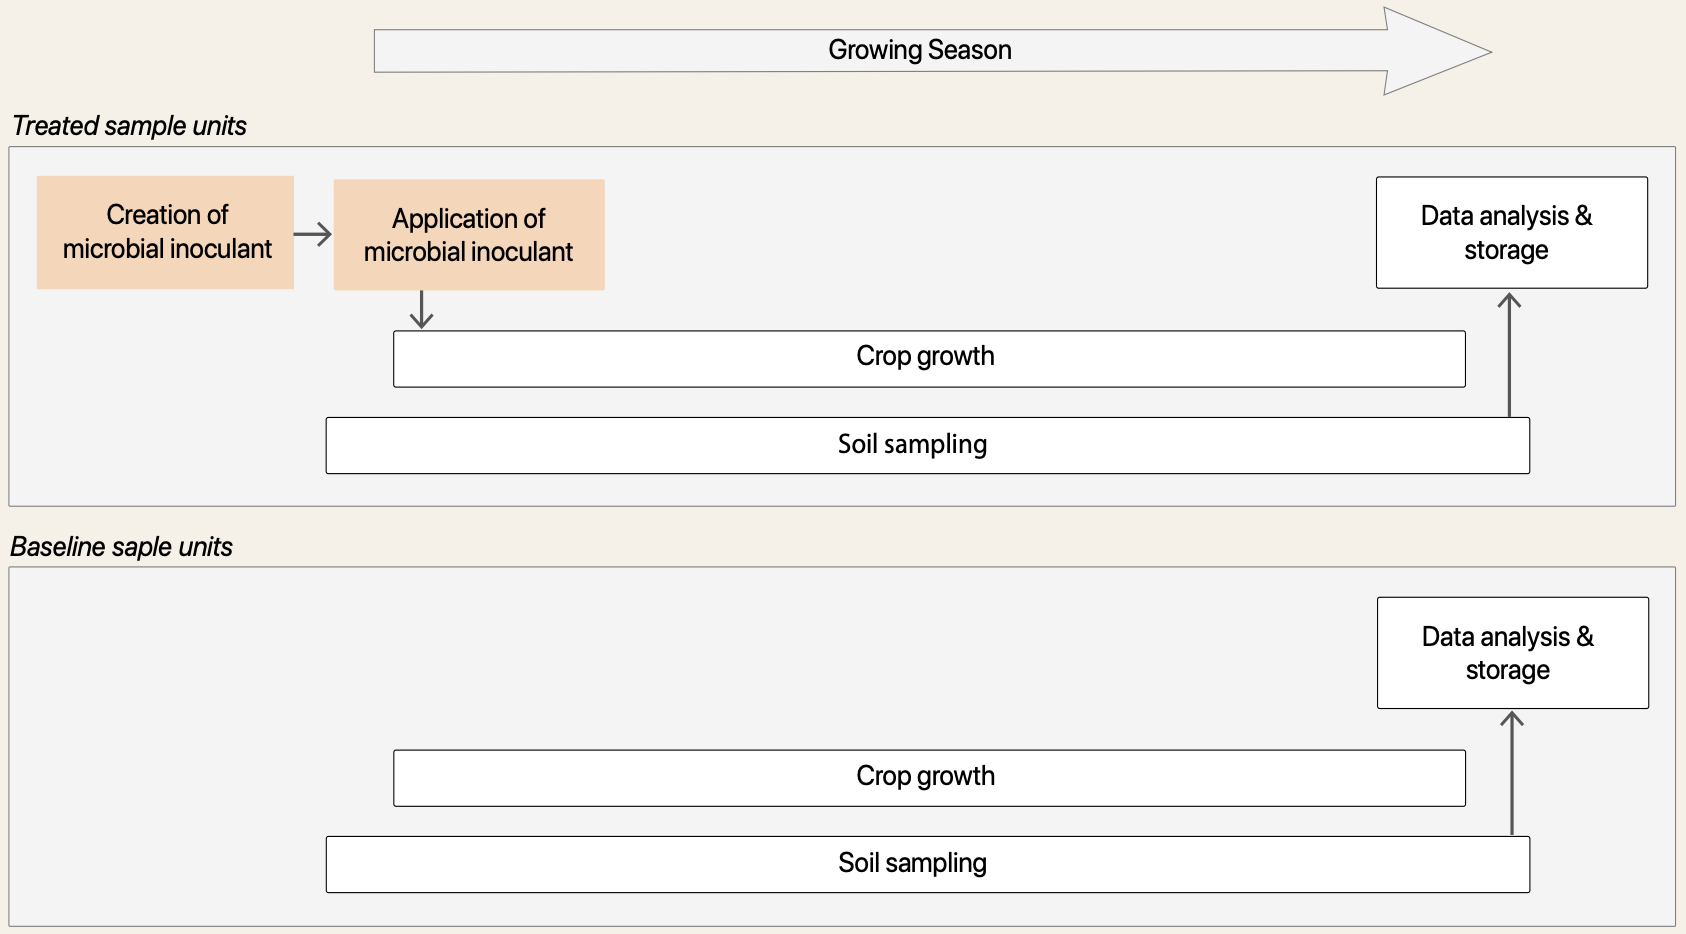 Growing Season
Treated sample units
Creation of
microbial inoculant
Application of
microbial inoculant
Data analysis &
storage
Crop growth
Soil sampling
Baseline saple units
Data analysis &
storage
Crop growth
Soil sampling